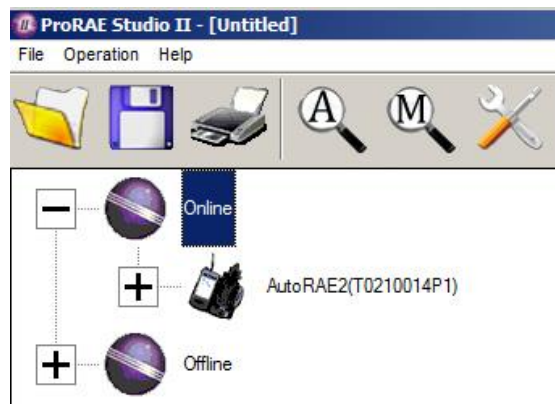 ProRAE Studio II - [Untitled]
File Operation Help
A M
Online
AutoRAE2(T0210014P1)
Offline